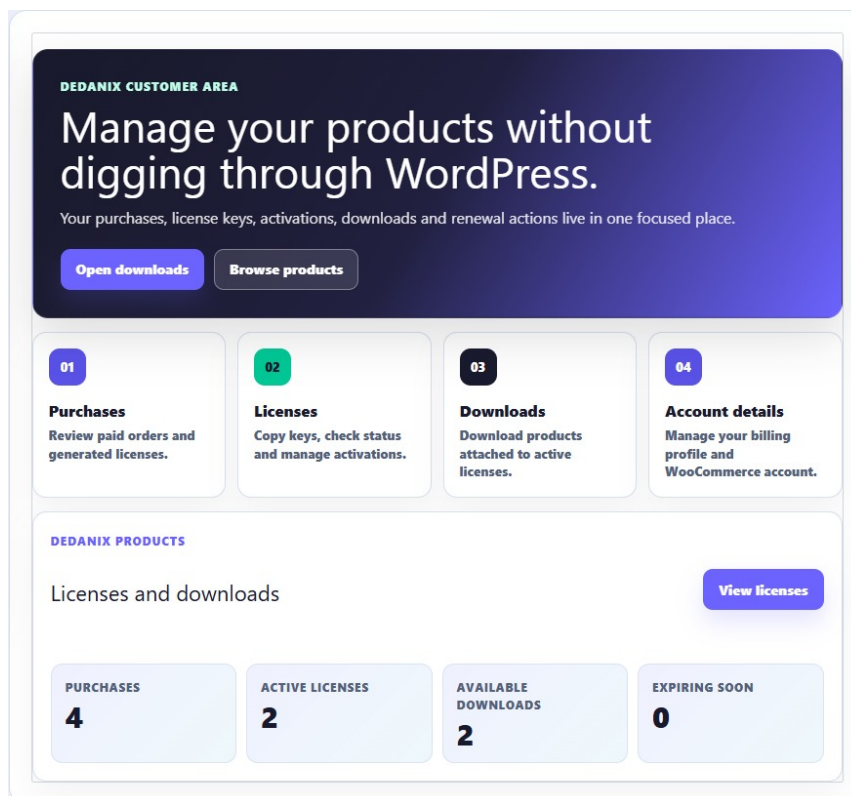 DEDANIX CUSTOMER AREA
Manage your products without
digging through WordPress.
Your purchases, license keys, activations, downloads and renewal actions live in one focused place.
Open downloads
Browse products
01
Purchases
Review paid orders and
generated licenses.
02
Licenses
Copy keys, check status
and manage activations.
03
Downloads
Download products
attached to active
licenses.
04
Account details
Manage your billing
profile and
WooCommerce account.
DEDANIX PRODUCTS
Licenses and downloads
View licenses
PURCHASES
4
ACTIVE LICENSES
2
AVAILABLE
DOWNLOADS
2
EXPIRING SOON
0